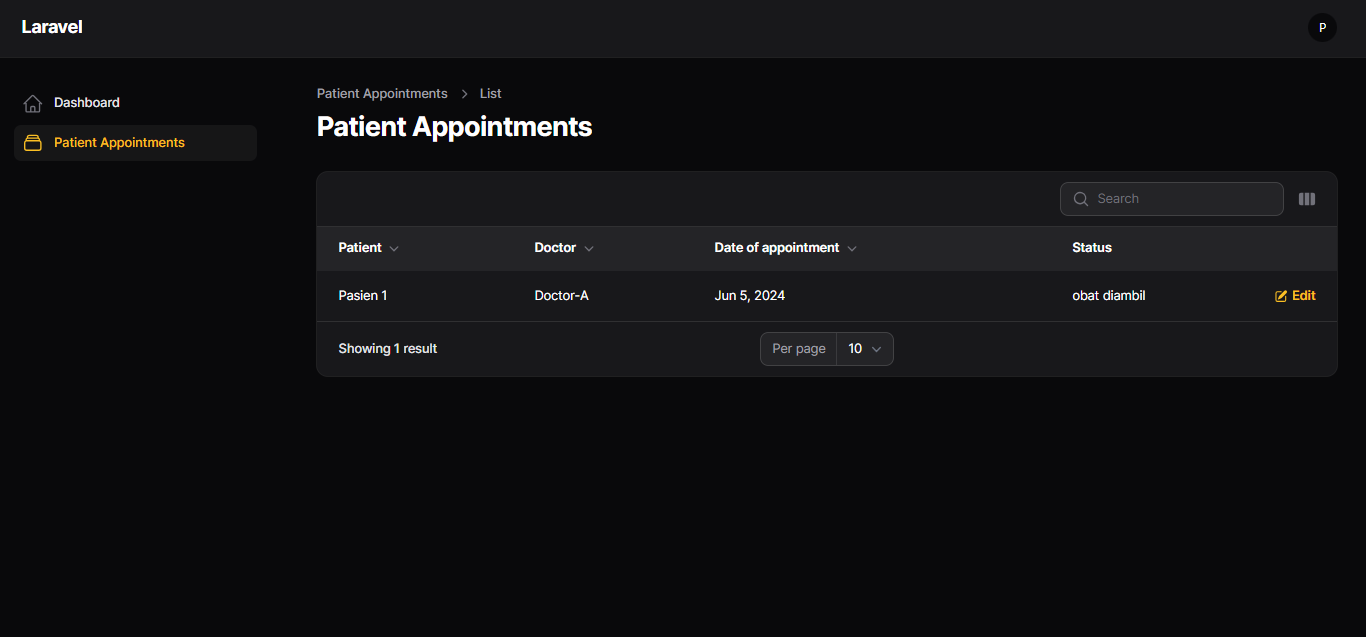 Laravel
P
Dashboard
Patient Appointments
Patient Appointments > List
Patient Appointments
Search
Patient Doctor Date of appointment Status
Pasien 1 Doctor-A Jun 5, 2024 obat diambil Edit
Showing 1 result Per page 10